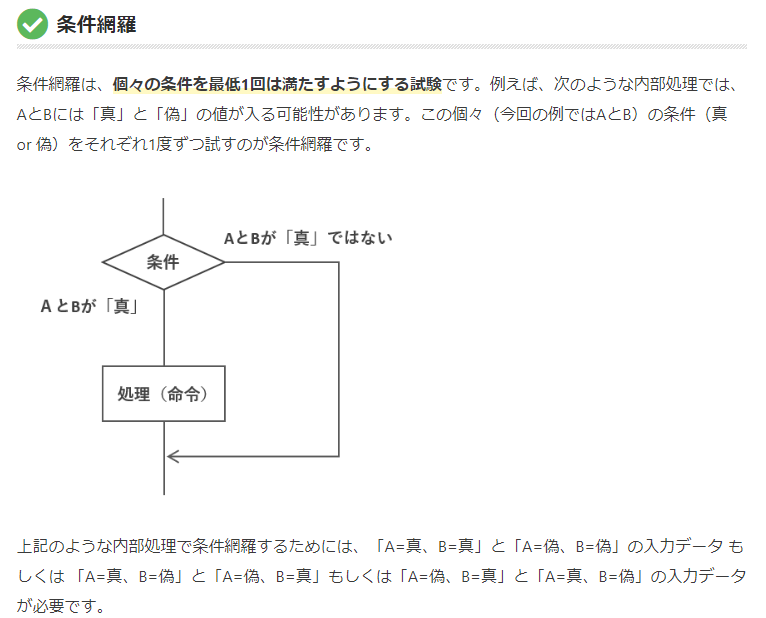 条件網羅
条件網羅は、個々の条件を最低1回は満たすようにする試験です。例えば、次のような内部処理では、
AとBには「真」と「偽」の値が入る可能性があります。この個々（今回の例ではAとB）の条件（真
or 偽）をそれぞれ1度ずつ試すのが条件網羅です。
AとBが「真」ではない
条件
A とBが「真」
処理（命令）
上記のような内部処理で条件網羅するためには、「A=真、B=真」と「A=偽、B=偽」の入力データ も
しくは 「A=真、B=偽」と「A=偽、B=真」もしくは「A=偽、B=真」と「A=真、B=偽」の入力データ
が必要です。